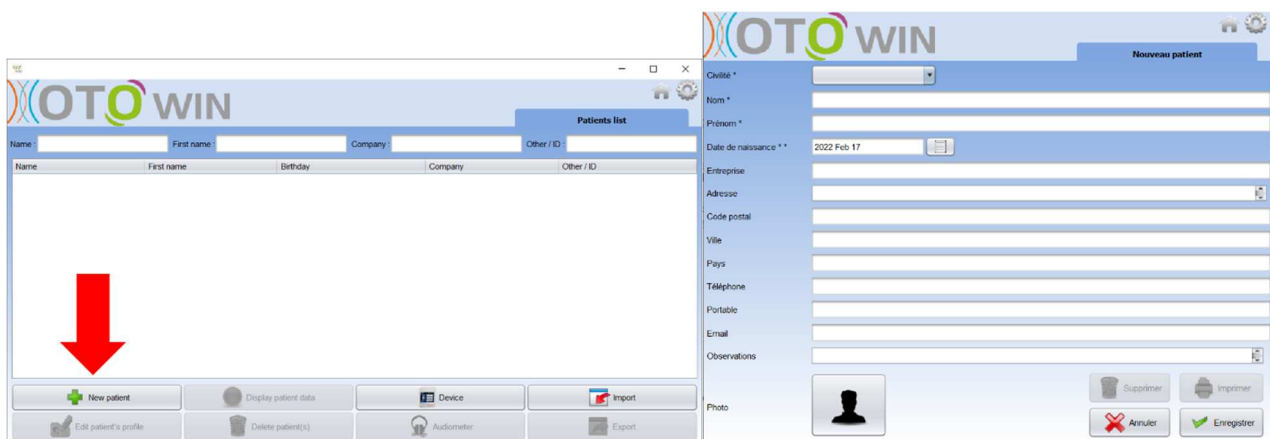 OTO WIN
Patients list
Name : First name : Company : Other / ID :
Name First name Birthday Company Other / ID
New patient Display patient data Device Import
Edit patient's profile Delete patient(s) Audiometer Export
OTO WIN
Nouveau patient
Civilité *
Nom *
Prénom *
Date de naissance * * 2022 Feb 17
Entreprise
Adresse
Code postal
Ville
Pays
Téléphone
Portable
Email
Observations
Photo
Supprimer Imprimer
Annuler Enregistrer